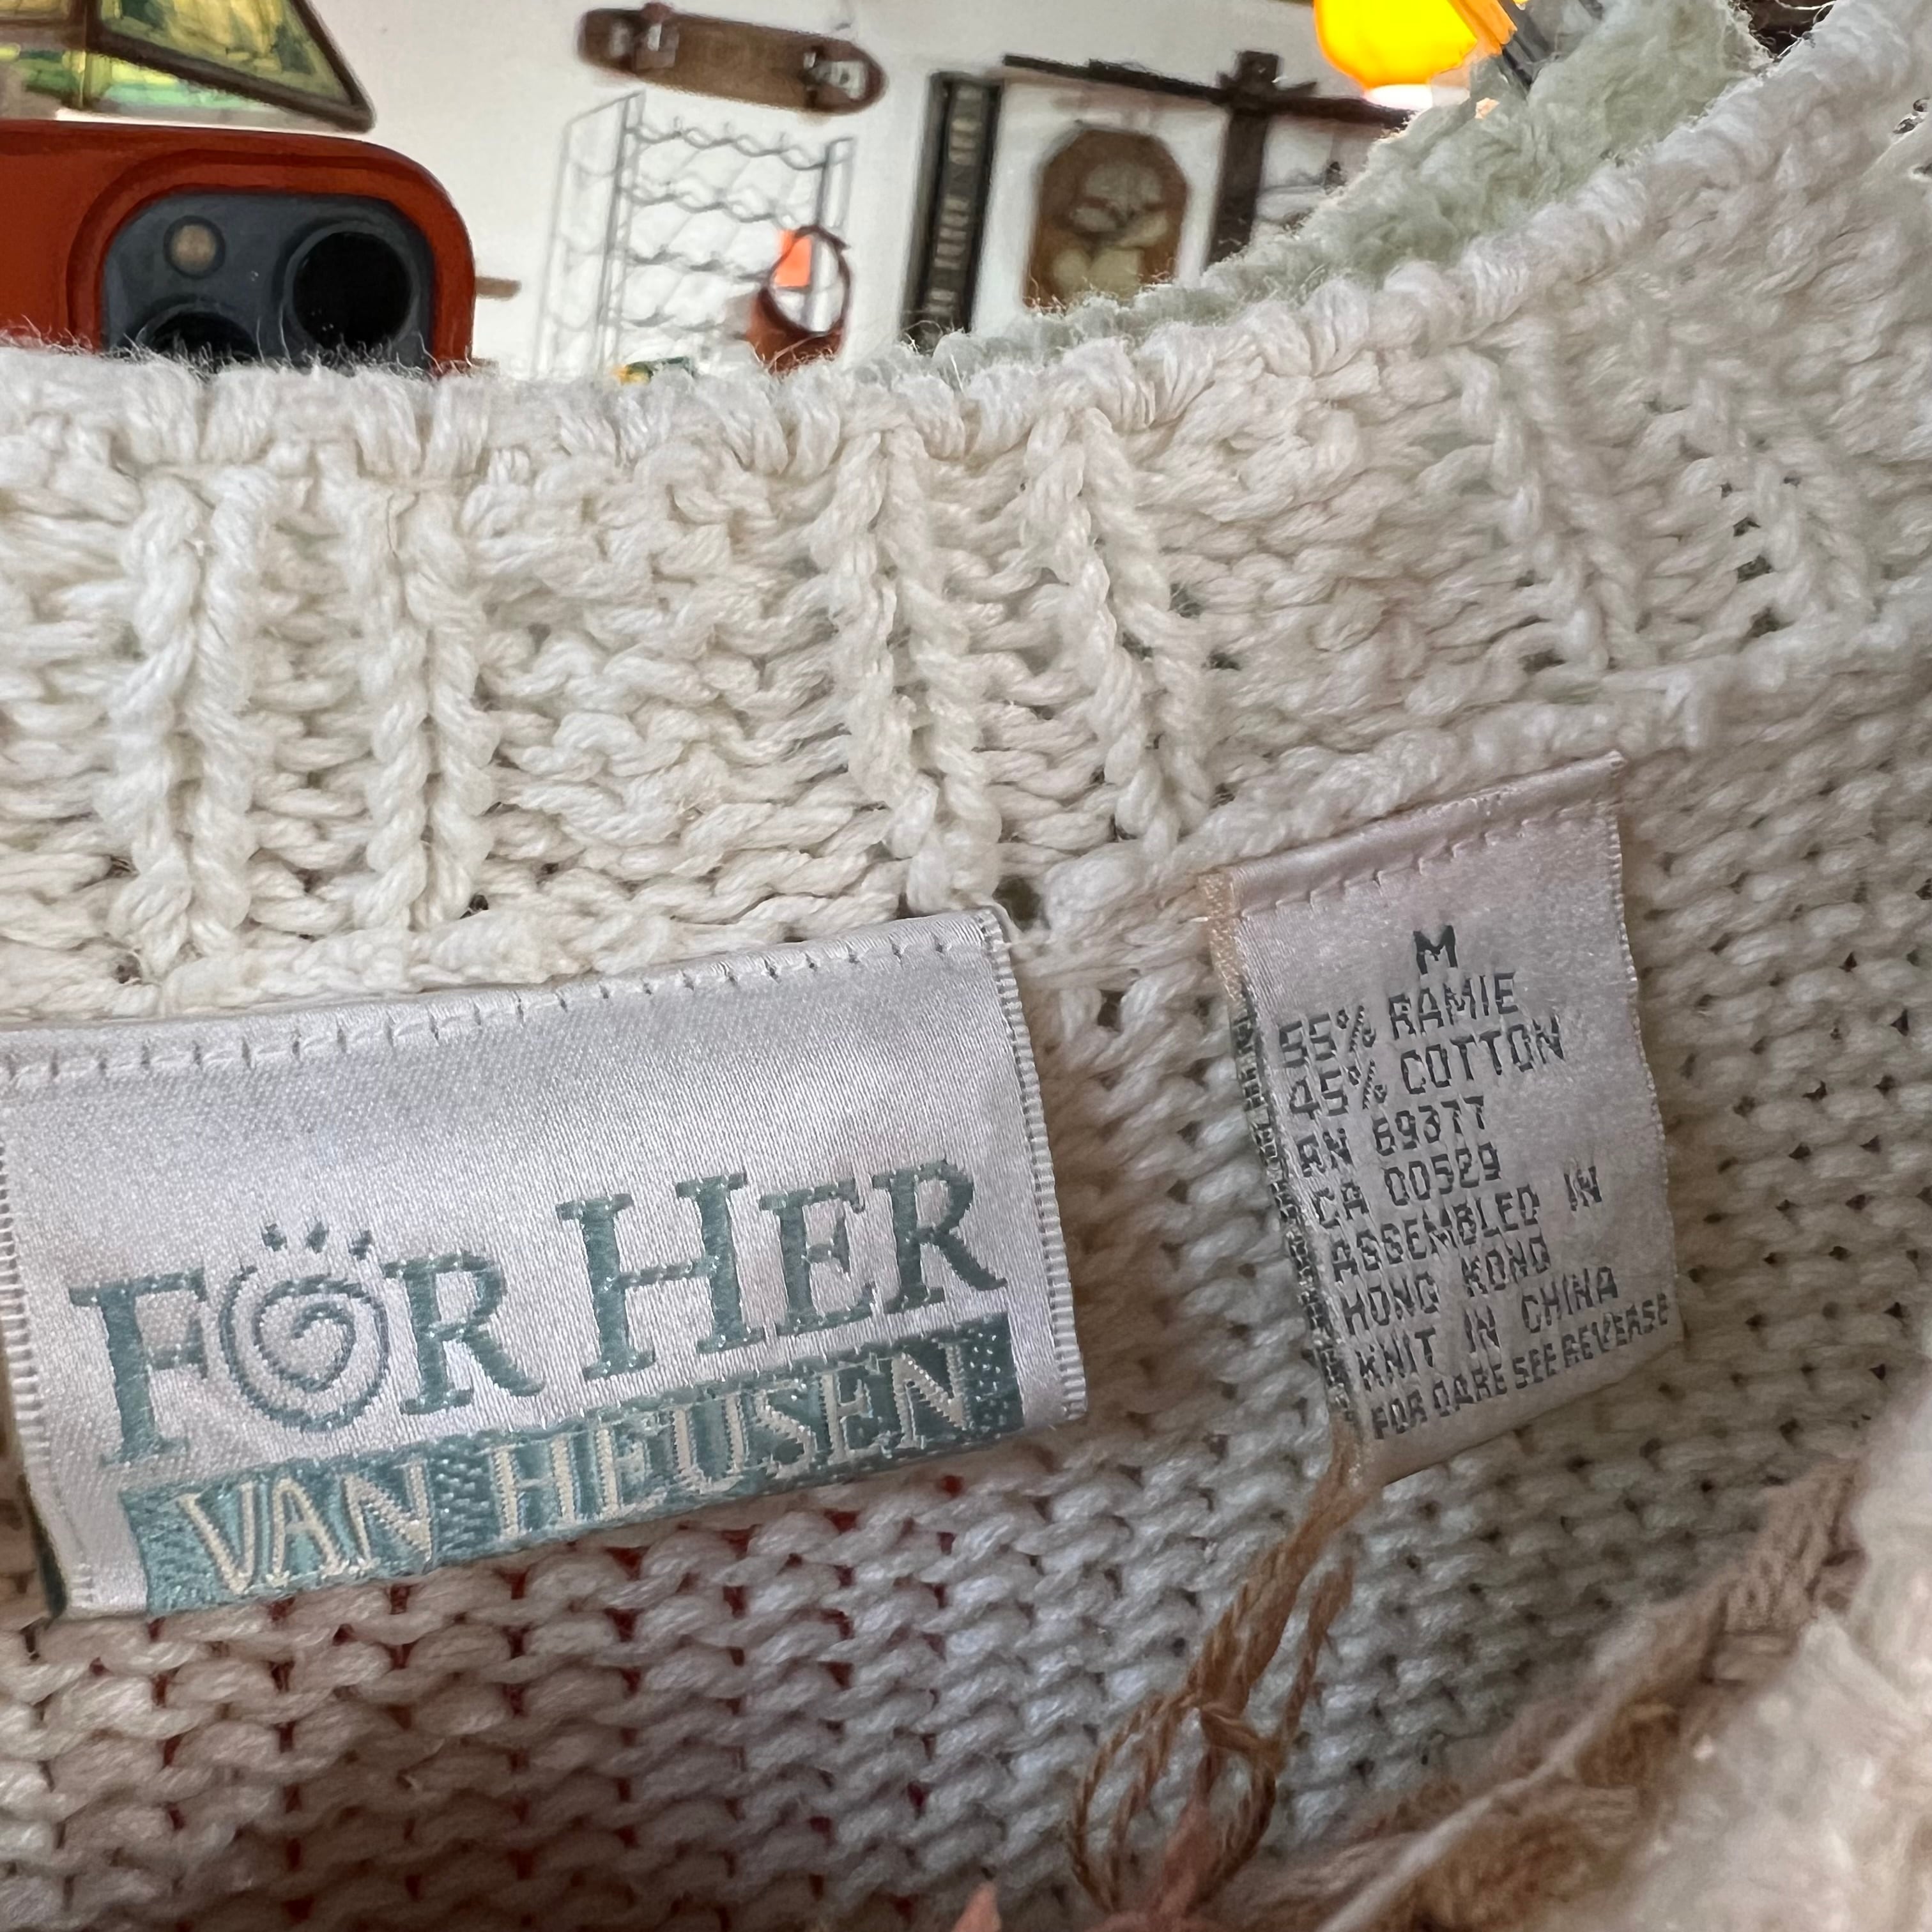 FOR HER
VAN HEUSEN
M
55% RAMIE
45% COTTON
RN 69377
CA 00529
ASSEMBLED IN
HONG KONG
KNIT IN CHINA
FOR CARE SEE REVERSE